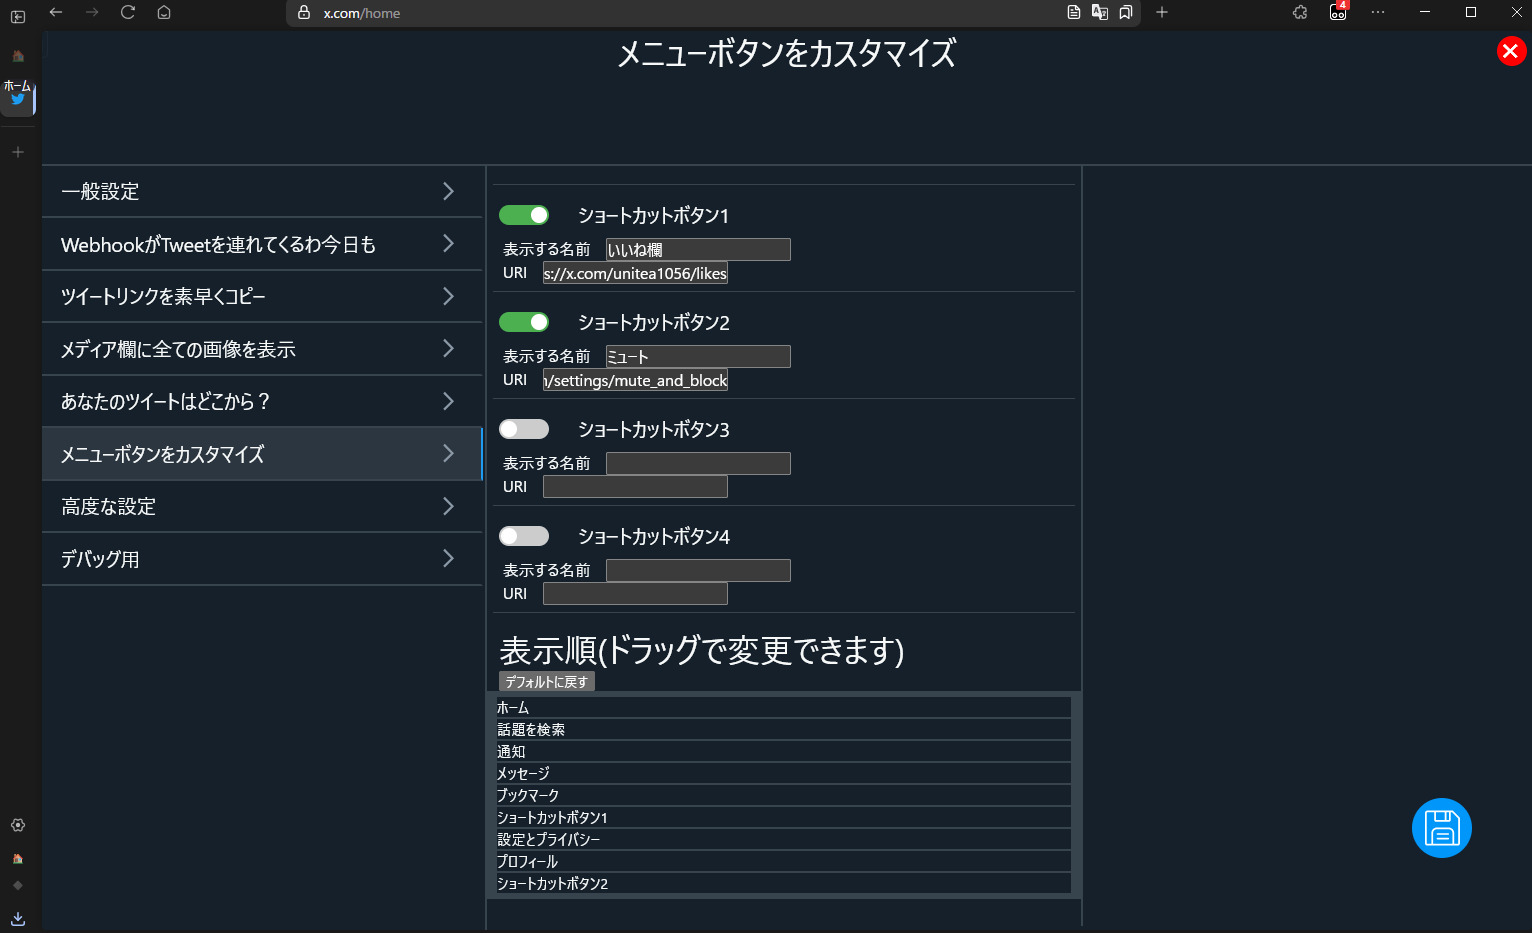 x.com/home
4
ホーム
メニューボタンをカスタマイズ
一般設定
WebhookがTweetを連れてくるわ今日も
ツイートリンクを素早くコピー
メディア欄に全ての画像を表示
あなたのツイートはどこから？
メニューボタンをカスタマイズ
高度な設定
デバッグ用
ショートカットボタン1
表示する名前 いいね欄
URI s://x.com/unitea1056/likes
ショートカットボタン2
表示する名前 ミュート
URI /settings/mute_and_block
ショートカットボタン3
表示する名前
URI
ショートカットボタン4
表示する名前
URI
表示順(ドラッグで変更できます)
デフォルトに戻す
ホーム
話題を検索
通知
メッセージ
ブックマーク
ショートカットボタン1
設定とプライバシー
プロフィール
ショートカットボタン2